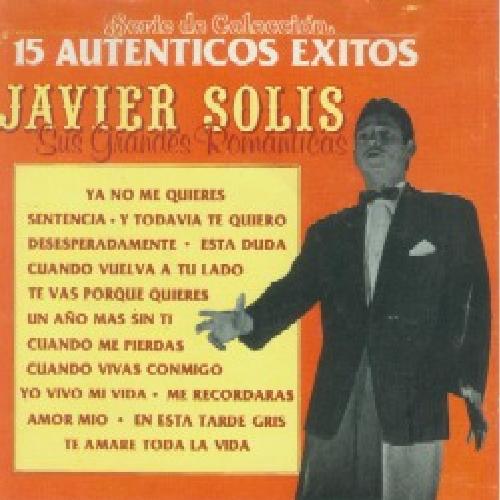 Serie de Colección.
15 AUTENTICOS EXITOS
JAVIER SOLIS
Sus Grandes Románticas
YA NO ME QUIERES
SENTENCIA • Y TODAVIA TE QUIERO
DESESPERADAMENTE • ESTA DUDA
CUANDO VUELVA A TU LADO
TE VAS PORQUE QUIERES
UN AÑO MAS SIN TI
CUANDO ME PIERDAS
CUANDO VIVAS CONMIGO
YO VIVO MI VIDA • ME RECORDARAS
AMOR MIO • EN ESTA TARDE GRIS
TE AMARE TODA LA VIDA